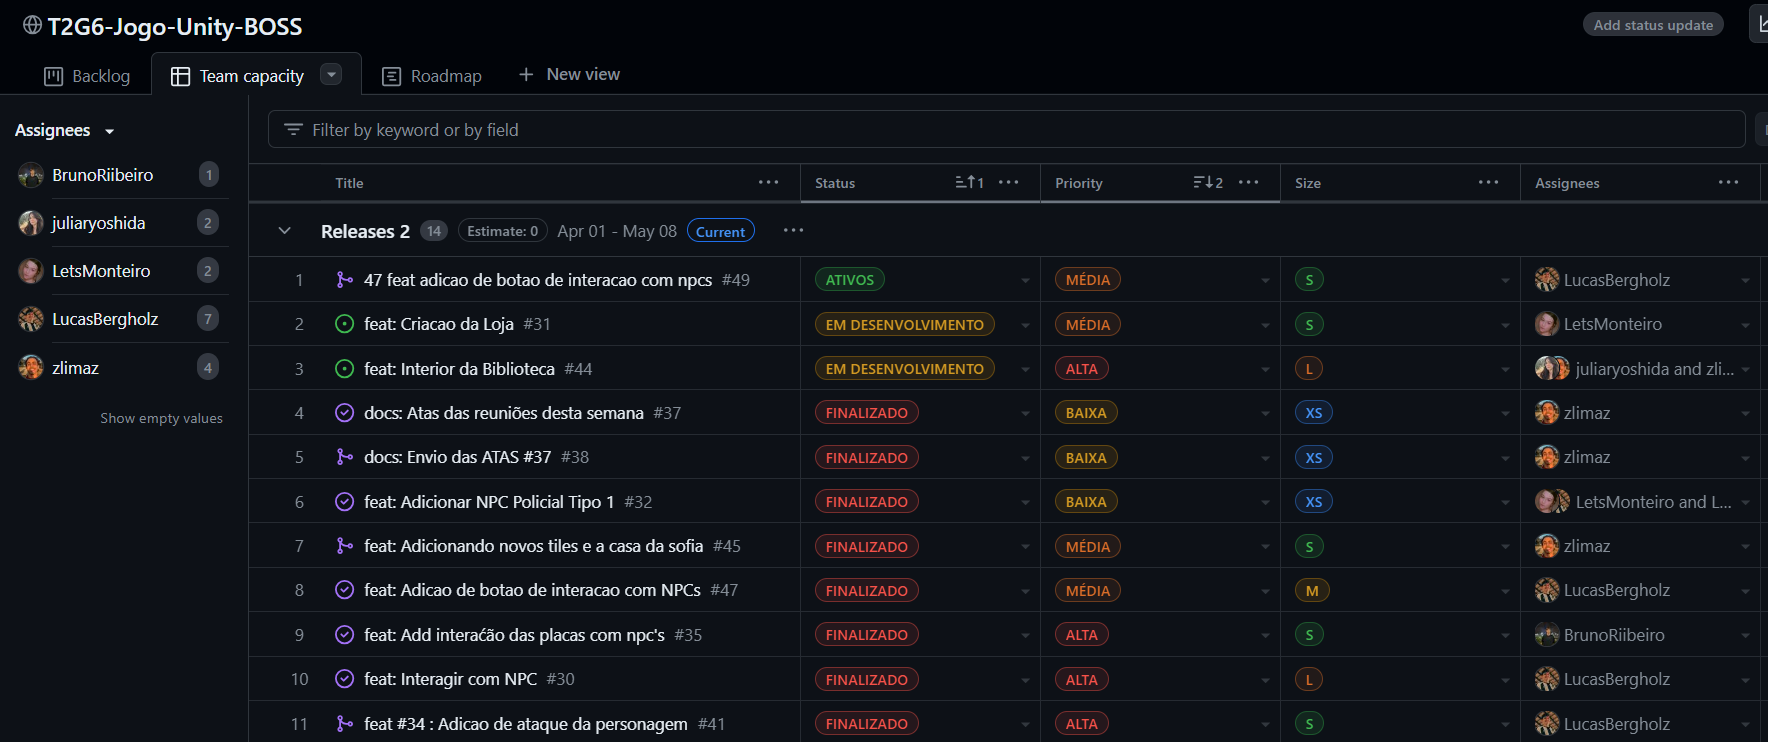 T2G6-Jogo-Unity-BOSS
Add status update
Backlog
Team capacity
Roadmap
New view
Assignees
BrunoRiibeiro 1
juliaryoshida 2
LetsMonteiro 2
LucasBergholz 7
zlimaz 4
Show empty values
Filter by keyword or by field
Title Status 1 Priority 2 Size Assignees
Releases 2 14 Estimate: 0 Apr 01 - May 08 Current
1 47 feat adicao de botao de interacao com npcs #49 ATIVOS MÉDIA S LucasBergholz
2 feat: Criacao da Loja #31 EM DESENVOLVIMENTO MÉDIA S LetsMonteiro
3 feat: Interior da Biblioteca #44 EM DESENVOLVIMENTO ALTA L juliaryoshida and zli...
4 docs: Atas das reuniões desta semana #37 FINALIZADO BAIXA XS zlimaz
5 docs: Envio das ATAS #37 #38 FINALIZADO BAIXA XS zlimaz
6 feat: Adicionar NPC Policial Tipo 1 #32 FINALIZADO BAIXA XS LetsMonteiro and L...
7 feat: Adicionando novos tiles e a casa da sofia #45 FINALIZADO MÉDIA S zlimaz
8 feat: Adicao de botao de interacao com NPCs #47 FINALIZADO MÉDIA M LucasBergholz
9 feat: Add interaćão das placas com npc's #35 FINALIZADO ALTA S BrunoRiibeiro
10 feat: Interagir com NPC #30 FINALIZADO ALTA L LucasBergholz
11 feat #34 : Adicao de ataque da personagem #41 FINALIZADO ALTA S LucasBergholz